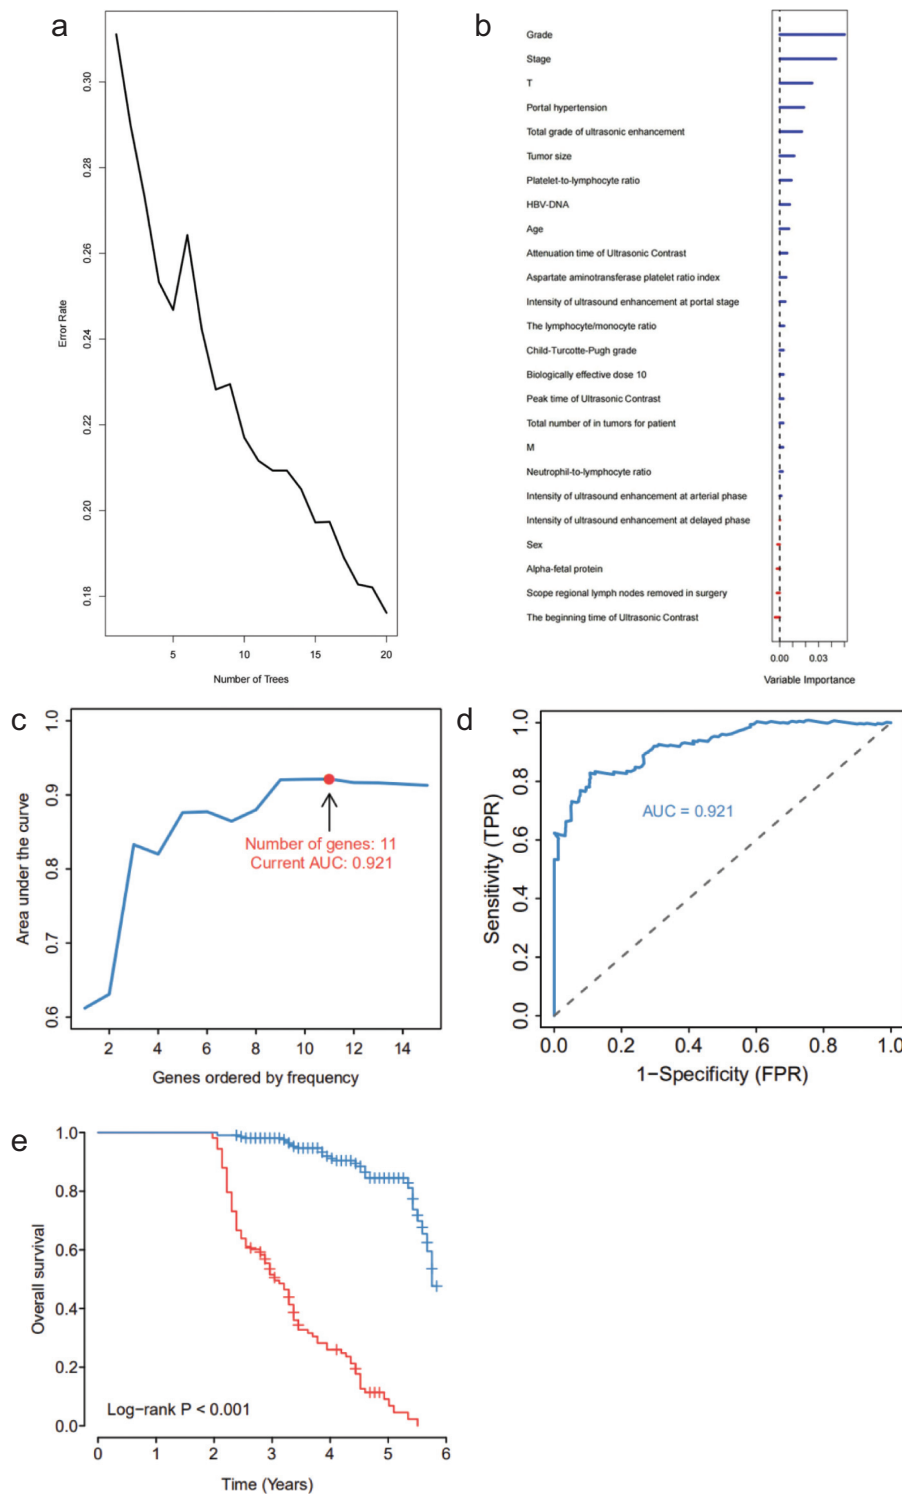 a
0.30
0.28
0.26
0.24
0.22
0.20
0.18
Error Rate
5
10
15
20
Number of Trees
b
Grade
Stage
T
Portal hypertension
Total grade of ultrasonic enhancement
Tumor size
Platelet-to-lymphocyte ratio
HBV-DNA
Age
Attenuation time of Ultrasonic Contrast
Aspartate aminotransferase platelet ratio index
Intensity of ultrasound enhancement at portal stage
The lymphocyte/monocyte ratio
Child-Turcotte-Pugh grade
Biologically effective dose 10
Peak time of Ultrasonic Contrast
Total number of in tumors for patient
M
Neutrophil-to-lymphocyte ratio
Intensity of ultrasound enhancement at arterial phase
Intensity of ultrasound enhancement at delayed phase
Sex
Alpha-fetal protein
Scope regional lymph nodes removed in surgery
The beginning time of Ultrasonic Contrast
0.00
0.03
Variable Importance
c
1.0
0.9
0.8
0.7
0.6
Area under the curve
Number of genes: 11
Current AUC: 0.921
2
4
6
8
10
12
14
Genes ordered by frequency
d
1.0
0.8
0.6
0.4
0.2
0.0
Sensitivity (TPR)
AUC = 0.921
0.0
0.2
0.4
0.6
0.8
1.0
1−Specificity (FPR)
e
1.0
0.8
0.6
0.4
0.2
0.0
Overall survival
Log−rank P < 0.001
0
1
2
3
4
5
6
Time (Years)